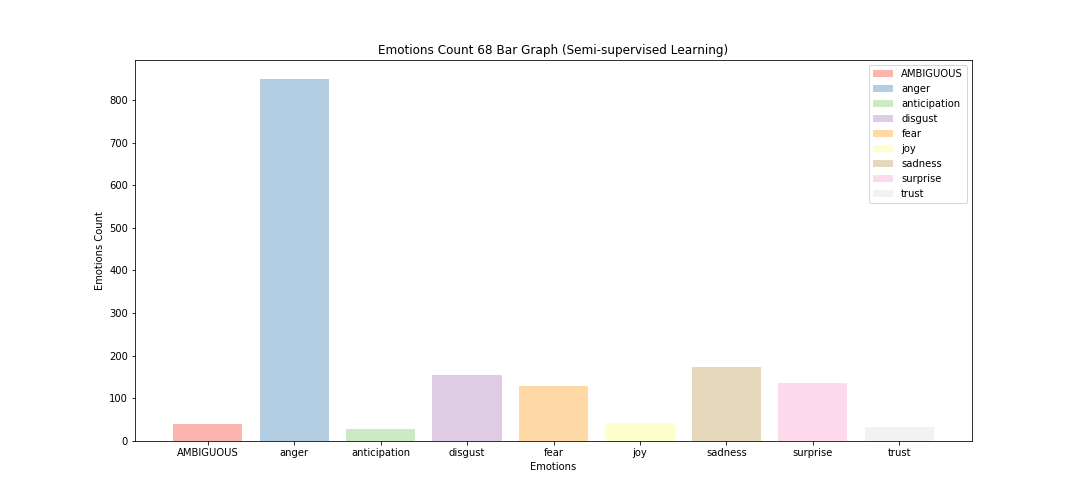 Emotions Count 68 Bar Graph (Semi-supervised Learning)
AMBIGUOUS
anger
anticipation
disgust
fear
joy
sadness
surprise
trust
Emotions Count
800
700
600
500
400
300
200
100
0
AMBIGUOUS anger anticipation disgust fear joy sadness surprise trust
Emotions